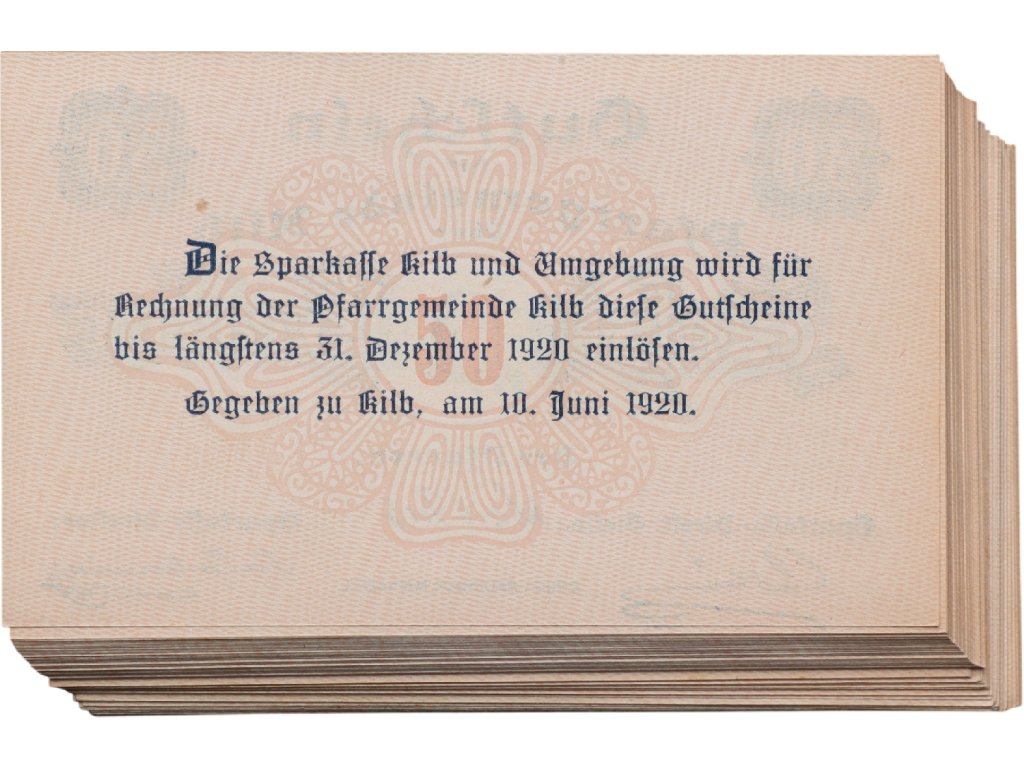 Die Sparkasse Kilb und Umgebung wird für
Rechnung der Pfarrgemeinde Kilb diese Gutscheine
bis längstens 31. Dezember 1920 einlösen.
50
Gegeben zu Kilb, am 10. Juni 1920.